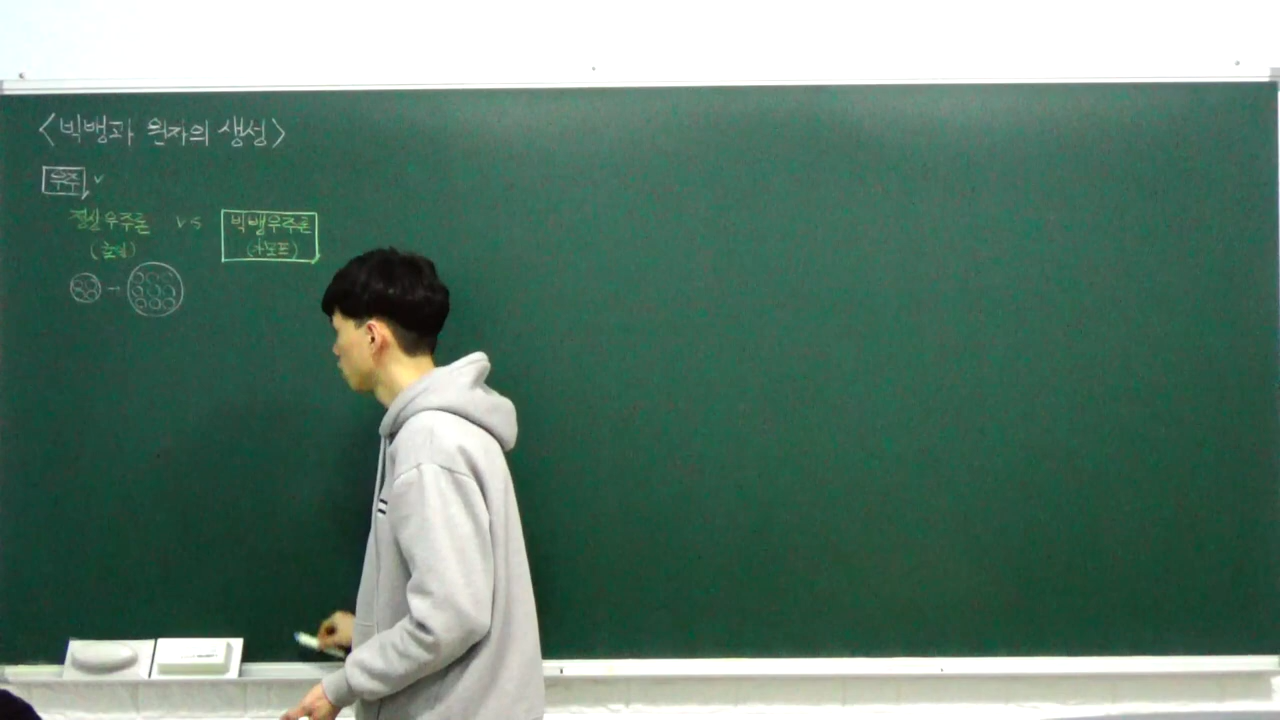 <빅뱅과 원자의 생성>
우주 v
정상우주론 vs 빅뱅우주론
(호일) (가모프)
→